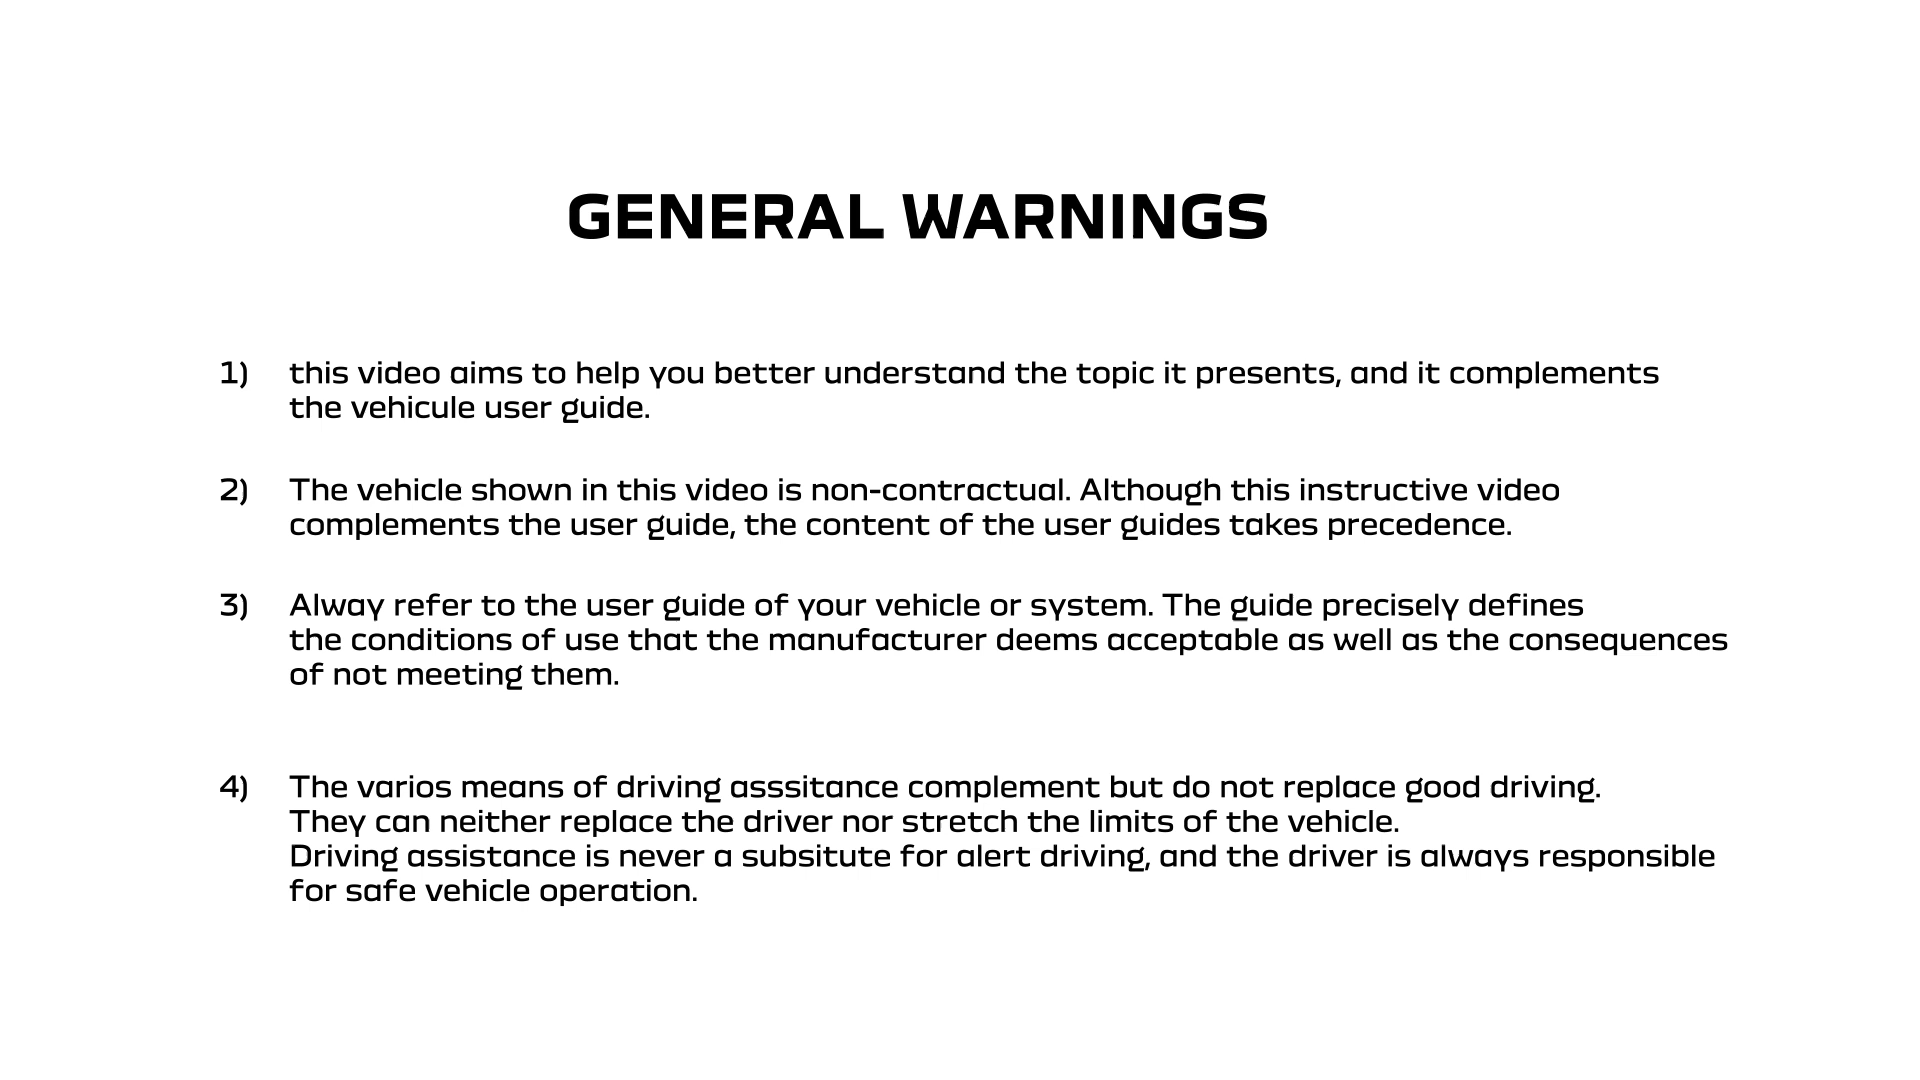 GENERAL WARNINGS
1) this video aims to help you better understand the topic it presents, and it complements
the vehicule user guide.
2) The vehicle shown in this video is non-contractual. Although this instructive video
complements the user guide, the content of the user guides takes precedence.
3) Alway refer to the user guide of your vehicle or system. The guide precisely defines
the conditions of use that the manufacturer deems acceptable as well as the consequences
of not meeting them.
4) The varios means of driving asssitance complement but do not replace good driving.
They can neither replace the driver nor stretch the limits of the vehicle.
Driving assistance is never a subsitute for alert driving, and the driver is always responsible
for safe vehicle operation.